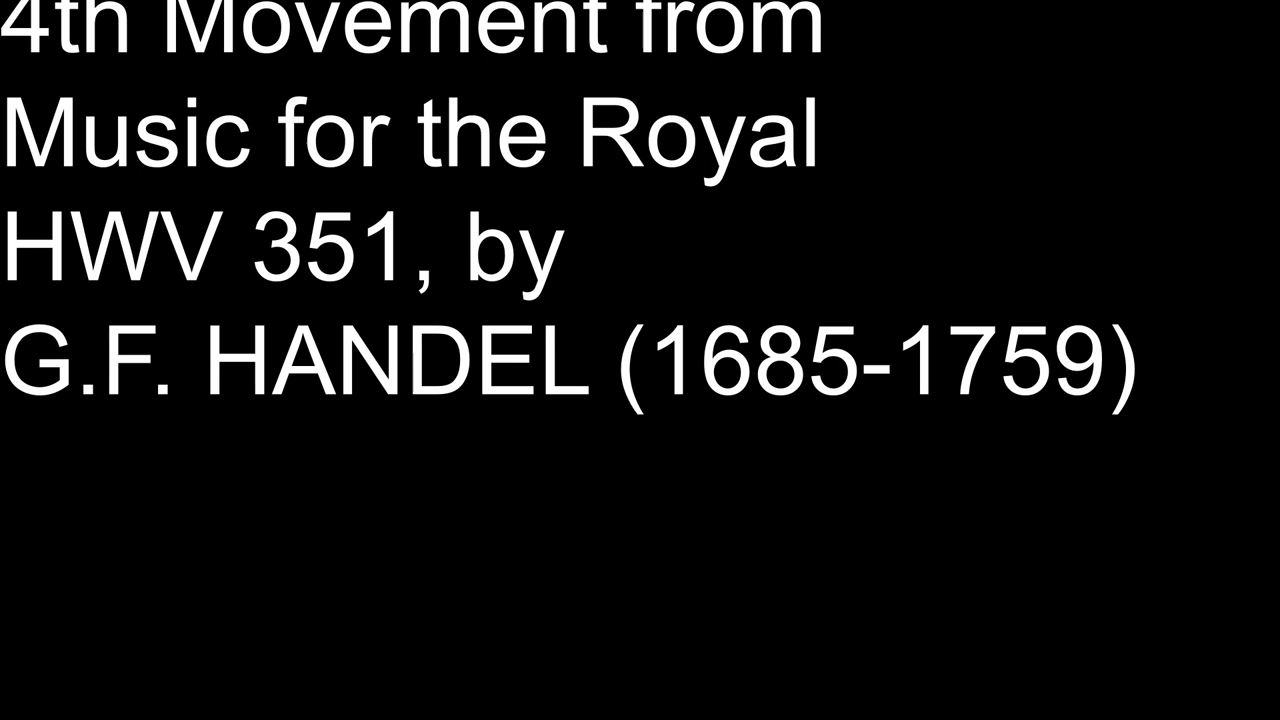 4th Movement from
Music for the Royal
HWV 351, by
G.F. HANDEL (1685-1759)